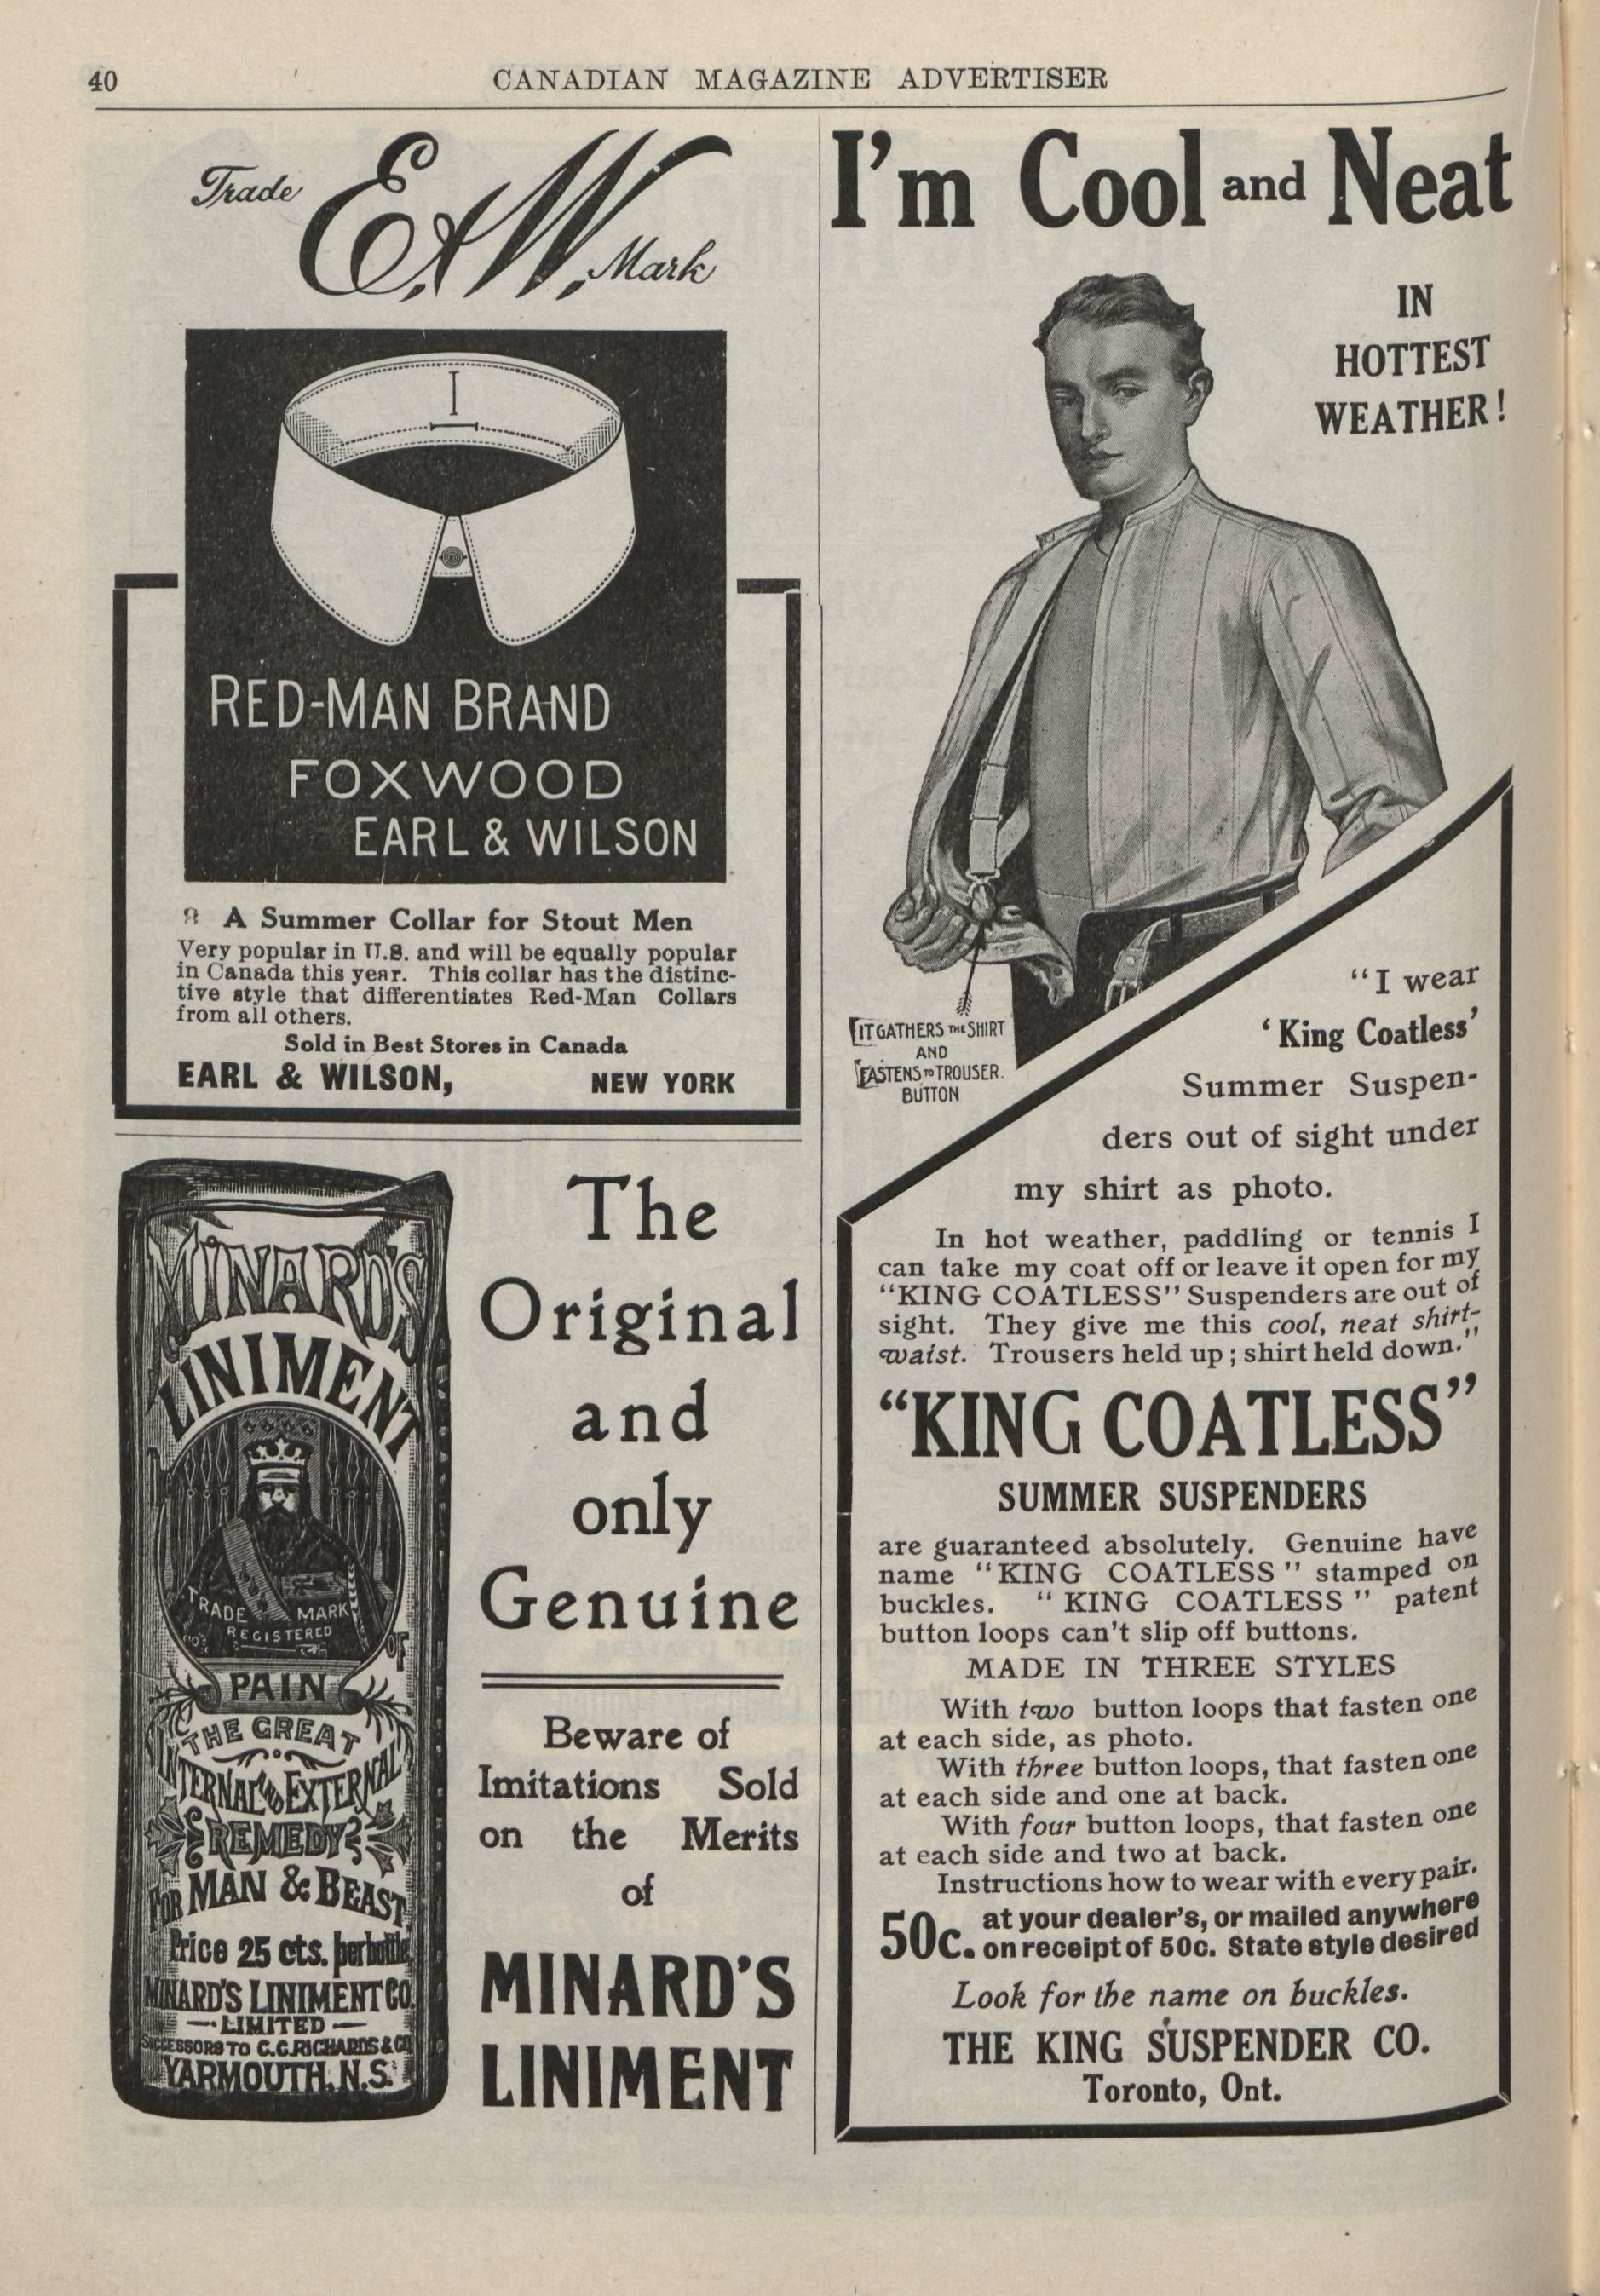 40
CANADIAN MAGAZINE ADVERTISER
Trade E. & W. Mark
RED-MAN BRAND
FOXWOOD
EARL & WILSON
A Summer Collar for Stout Men
Very popular in U.S. and will be equally popular
in Canada this year. This collar has the distinc-
tive style that differentiates Red-Man Collars
from all others.
Sold in Best Stores in Canada
EARL & WILSON, NEW YORK
MINARD'S
LINIMENT
TRADE MARK
REGISTERED
OF
PAIN
THE GREAT
INTERNAL AND EXTERNAL
REMEDY
FOR MAN & BEAST
Price 25 cts. per bottle
MINARD'S LINIMENT CO.
LIMITED
SUCCESSORS TO C.C. RICHARDS & CO
YARMOUTH, N.S.
The
Original
and
only
Genuine
Beware of
Imitations Sold
on the Merits
of
MINARD'S
LINIMENT
I'm Cool and Neat
IN
HOTTEST
WEATHER!
IT GATHERS THE SHIRT
AND
FASTENS TO TROUSER
BUTTON
"I wear
'King Coatless'
Summer Suspen-
ders out of sight under
my shirt as photo.
In hot weather, paddling or tennis I
can take my coat off or leave it open for my
"KING COATLESS" Suspenders are out of
sight. They give me this cool, neat shirt-
waist. Trousers held up; shirt held down."
"KING COATLESS"
SUMMER SUSPENDERS
are guaranteed absolutely. Genuine have
name "KING COATLESS" stamped on
buckles. "KING COATLESS" patent
button loops can't slip off buttons.
MADE IN THREE STYLES
With two button loops that fasten one
at each side, as photo.
With three button loops, that fasten one
at each side and one at back.
With four button loops, that fasten one
at each side and two at back.
Instructions how to wear with every pair.
50c. at your dealer's, or mailed anywhere
on receipt of 50c. State style desired
Look for the name on buckles.
THE KING SUSPENDER CO.
Toronto, Ont.